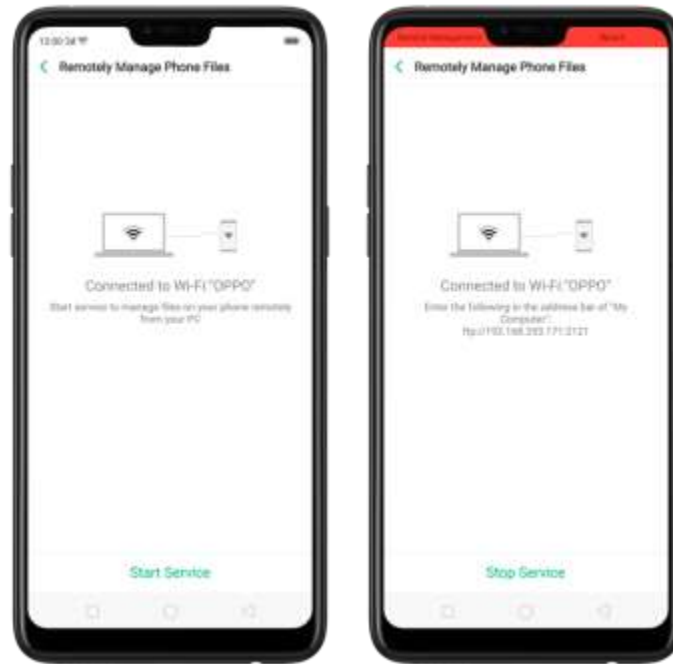 Remotely Manage Phone Files
Connected to Wi-Fi "OPPO"
Start service to manage files on your phone remotely
from your PC
Start Service
Remotely Manage Phone Files
Connected to Wi-Fi "OPPO"
Enter the following in the address bar of "My
Computer":
Stop Service